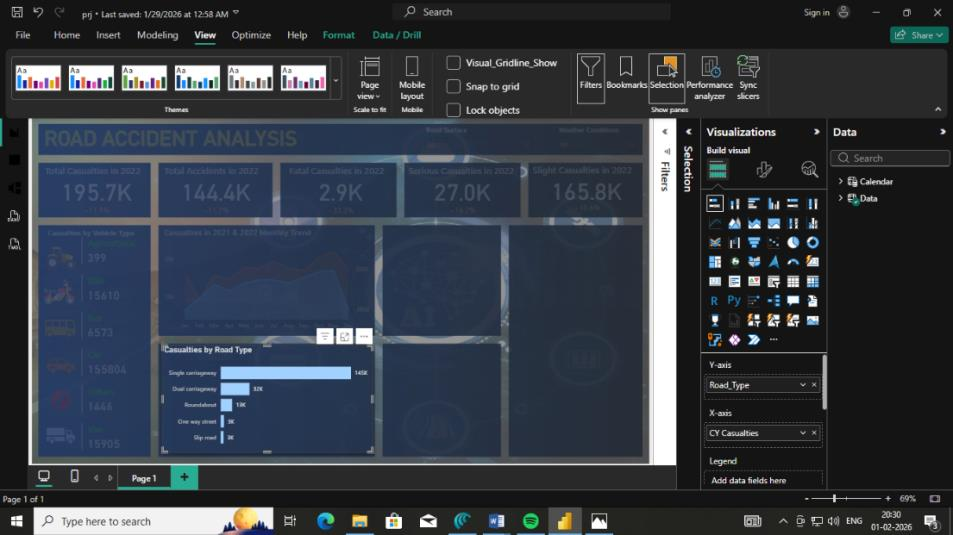 prj • Last saved: 1/29/2026 at 12:58 AM
Search
Sign in
File Home Insert Modeling View Optimize Help Format Data / Drill
Share
Aa Aa Aa Aa Aa Aa
Themes
Page view
Scale to fit
Mobile layout
Mobile
Visual_Gridline_Show
Snap to grid
Lock objects
Filters
Bookmarks
Selection
Performance analyzer
Sync slicers
Show panes
ROAD ACCIDENT ANALYSIS
Road Surface
Weather Conditions
Total Casualties in 2022
195.7K
Total Accidents in 2022
144.4K
Fatal Casualties in 2022
2.9K
Serious Casualties in 2022
27.0K
Slight Casualties in 2022
165.8K
Casualties by Vehicle Type
Agricultural
399
15610
Bus
6573
Car
155804
Others
1446
Van
15905
Casualties in 2021 & 2022 Monthly Trend
Casualties by Road Type
Single carriageway 145K
Dual carriageway 32K
Roundabout 13K
One way street 3K
Slip road 3K
Filters
Selection
Visualizations
Build visual
R Py
Y-axis
Road_Type
X-axis
CY Casualties
Legend
Add data fields here
Data
Search
Calendar
Data
Page 1
Page 1 of 1
69%
Type here to search
ENG
20:30
01-02-2026
3